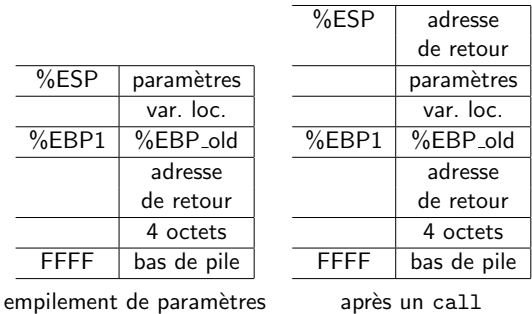 %ESP paramètres
var. loc.
%EBP1 %EBP_old
adresse
de retour
4 octets
FFFF bas de pile
empilement de paramètres
%ESP adresse
de retour
paramètres
var. loc.
%EBP1 %EBP_old
adresse
de retour
4 octets
FFFF bas de pile
après un call